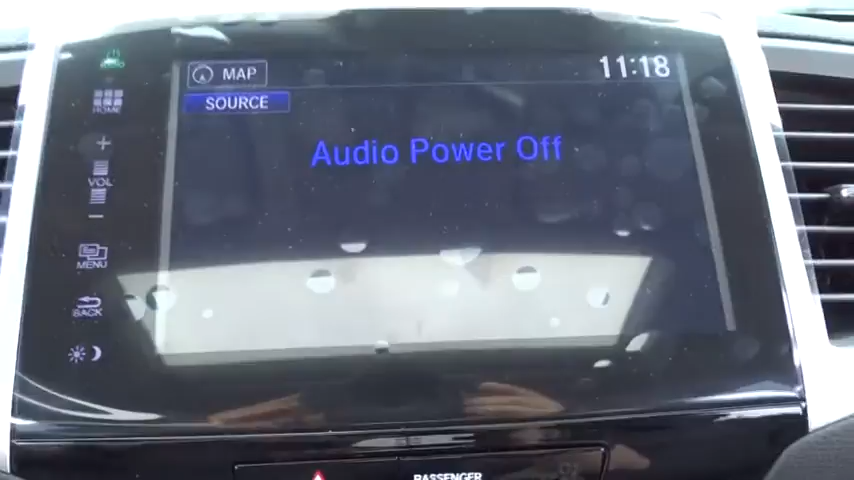 MAP
11:18
SOURCE
Audio Power Off
HOME
+
VOL
−
MENU
BACK
PASSENGER